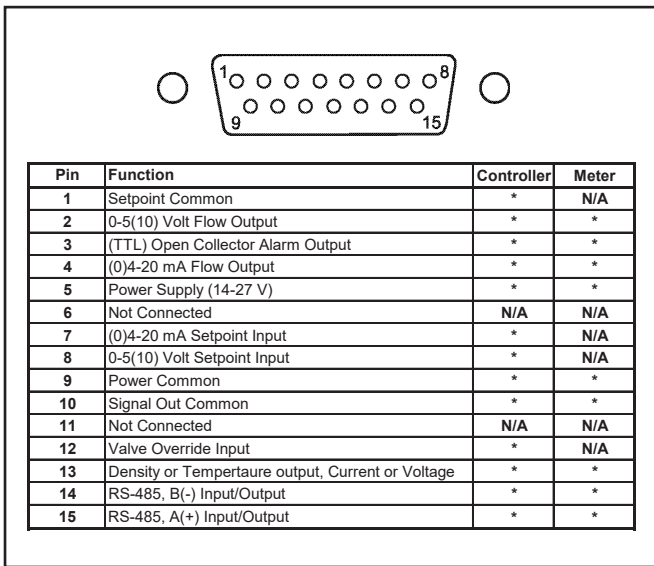 1 8
9 15
Pin Function Controller Meter
1 Setpoint Common * N/A
2 0-5(10) Volt Flow Output * *
3 (TTL) Open Collector Alarm Output * *
4 (0)4-20 mA Flow Output * *
5 Power Supply (14-27 V) * *
6 Not Connected N/A N/A
7 (0)4-20 mA Setpoint Input * N/A
8 0-5(10) Volt Setpoint Input * N/A
9 Power Common * *
10 Signal Out Common * *
11 Not Connected N/A N/A
12 Valve Override Input * N/A
13 Density or Tempertaure output, Current or Voltage * *
14 RS-485, B(-) Input/Output * *
15 RS-485, A(+) Input/Output * *